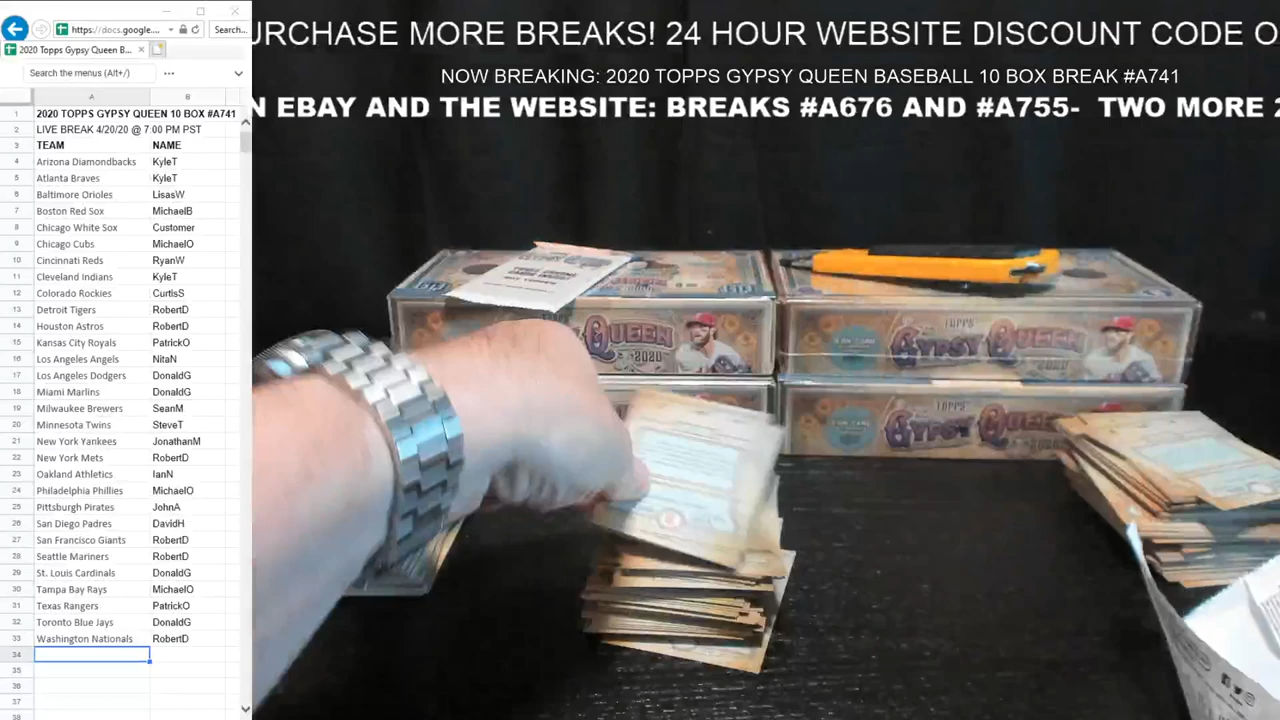 https://docs.google....
Search...
2020 Topps Gypsy Queen B...
Search the menus (Alt+/)
A B
1 2020 TOPPS GYPSY QUEEN 10 BOX #A741
2 LIVE BREAK 4/20/20 @ 7:00 PM PST
3 TEAM NAME
4 Arizona Diamondbacks KyleT
5 Atlanta Braves KyleT
6 Baltimore Orioles LisasW
7 Boston Red Sox MichaelB
8 Chicago White Sox Customer
9 Chicago Cubs MichaelO
10 Cincinnati Reds RyanW
11 Cleveland Indians KyleT
12 Colorado Rockies CurtisS
13 Detroit Tigers RobertD
14 Houston Astros RobertD
15 Kansas City Royals PatrickO
16 Los Angeles Angels NitaN
17 Los Angeles Dodgers DonaldG
18 Miami Marlins DonaldG
19 Milwaukee Brewers SeanM
20 Minnesota Twins SteveT
21 New York Yankees JonathanM
22 New York Mets RobertD
23 Oakland Athletics IanN
24 Philadelphia Phillies MichaelO
25 Pittsburgh Pirates JohnA
26 San Diego Padres DavidH
27 San Francisco Giants RobertD
28 Seattle Mariners RobertD
29 St. Louis Cardinals DonaldG
30 Tampa Bay Rays MichaelO
31 Texas Rangers PatrickO
32 Toronto Blue Jays DonaldG
33 Washington Nationals RobertD
34
35
36
37
38
URCHASE MORE BREAKS! 24 HOUR WEBSITE DISCOUNT CODE O
NOW BREAKING: 2020 TOPPS GYPSY QUEEN BASEBALL 10 BOX BREAK #A741
N EBAY AND THE WEBSITE: BREAKS #A676 AND #A755- TWO MORE 2
QUEEN
2020
TOPPS
GYPSY QUEEN
2020
TOPPS
GYPSY QUEE